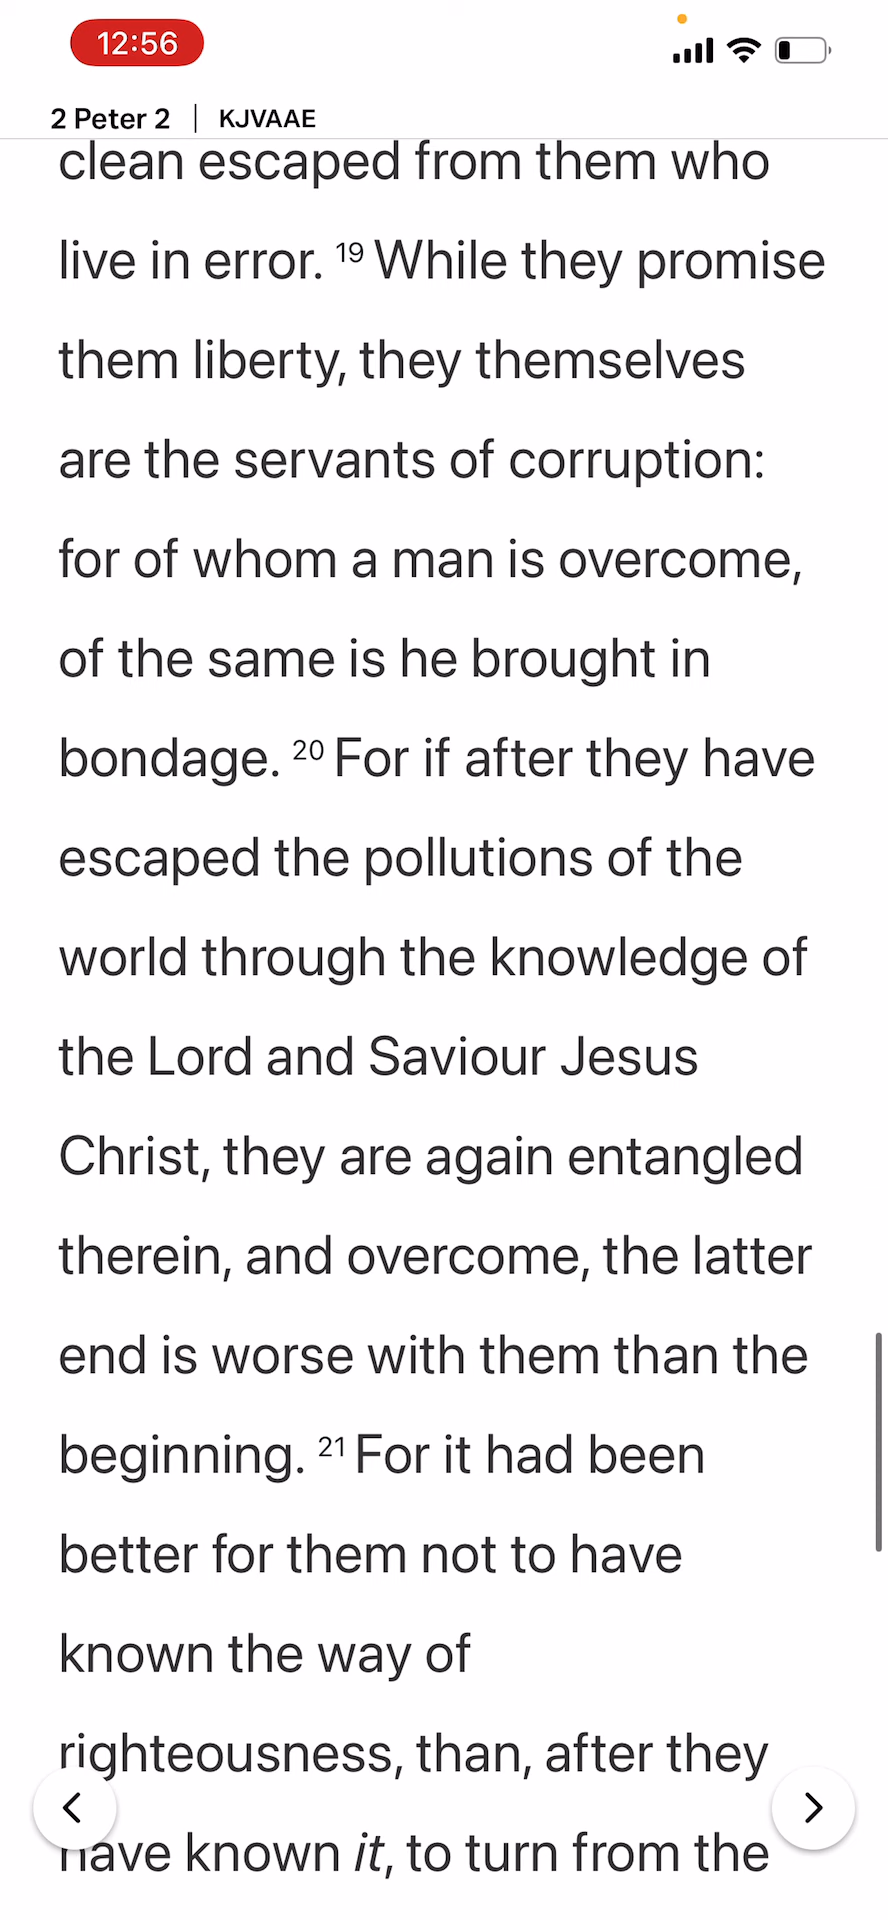 12:56
2 Peter 2 | KJVAAE
clean escaped from them who
live in error. 19 While they promise
them liberty, they themselves
are the servants of corruption:
for of whom a man is overcome,
of the same is he brought in
bondage. 20 For if after they have
escaped the pollutions of the
world through the knowledge of
the Lord and Saviour Jesus
Christ, they are again entangled
therein, and overcome, the latter
end is worse with them than the
beginning. 21 For it had been
better for them not to have
known the way of
righteousness, than, after they
have known it, to turn from the